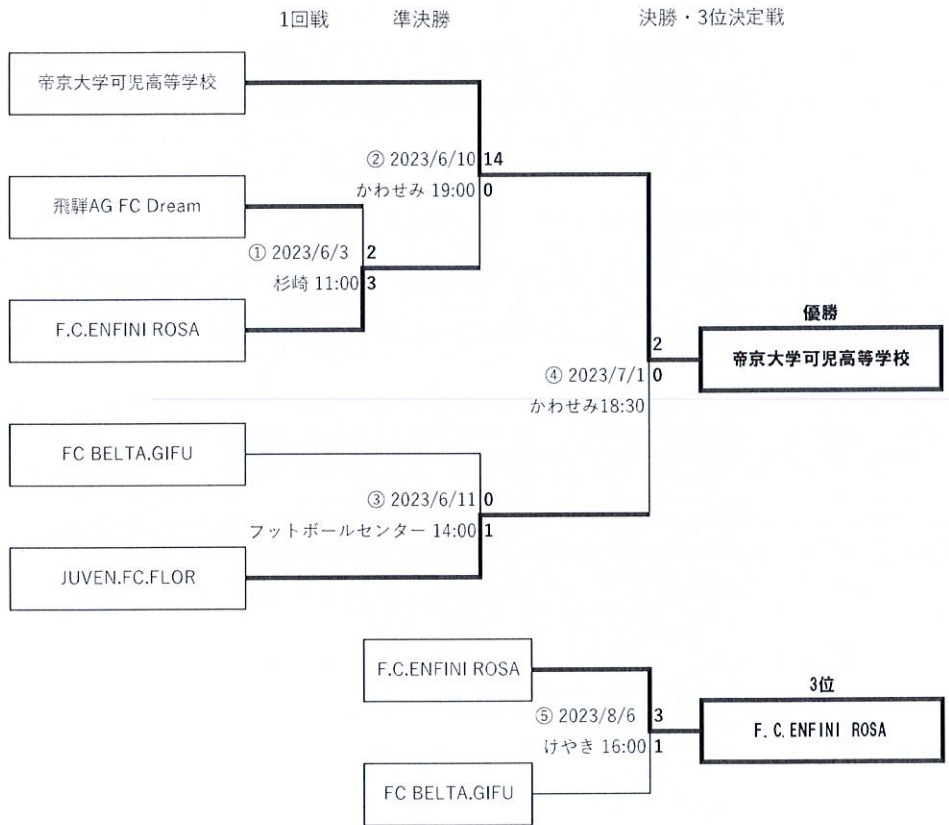 1回戦 準決勝 決勝・3位決定戦
帝京大学可児高等学校
② 2023/6/10 14
かわせみ 19:00 0
飛騨AG FC Dream
① 2023/6/3 2
杉崎 11:00 3
F.C.ENFINI ROSA
優勝
2
帝京大学可児高等学校
④ 2023/7/1 0
かわせみ18:30
FC BELTA.GIFU
③ 2023/6/11 0
フットボールセンター 14:00 1
JUVEN.FC.FLOR
F.C.ENFINI ROSA
3位
⑤ 2023/8/6 3
F.C.ENFINI ROSA
けやき 16:00 1
FC BELTA.GIFU